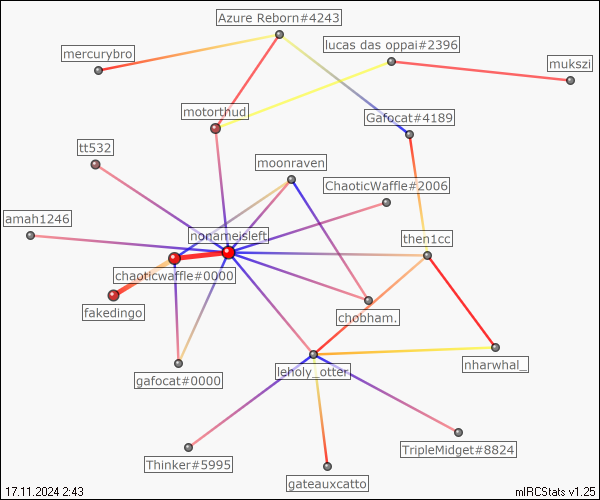 Azure Reborn#4243
lucas das oppai#2396
mercurybro
mukszi
motorthud
Gafocat#4189
tt532
moonraven
ChaoticWaffle#2006
amah1246
nonameisleft
then1cc
chaoticwaffle#0000
fakedingo
chobham.
nharwhal_
gafocat#0000
leholy_otter
TripleMidget#8824
Thinker#5995
gateauxcatto
17.11.2024 2:43
mIRCStats v1.25